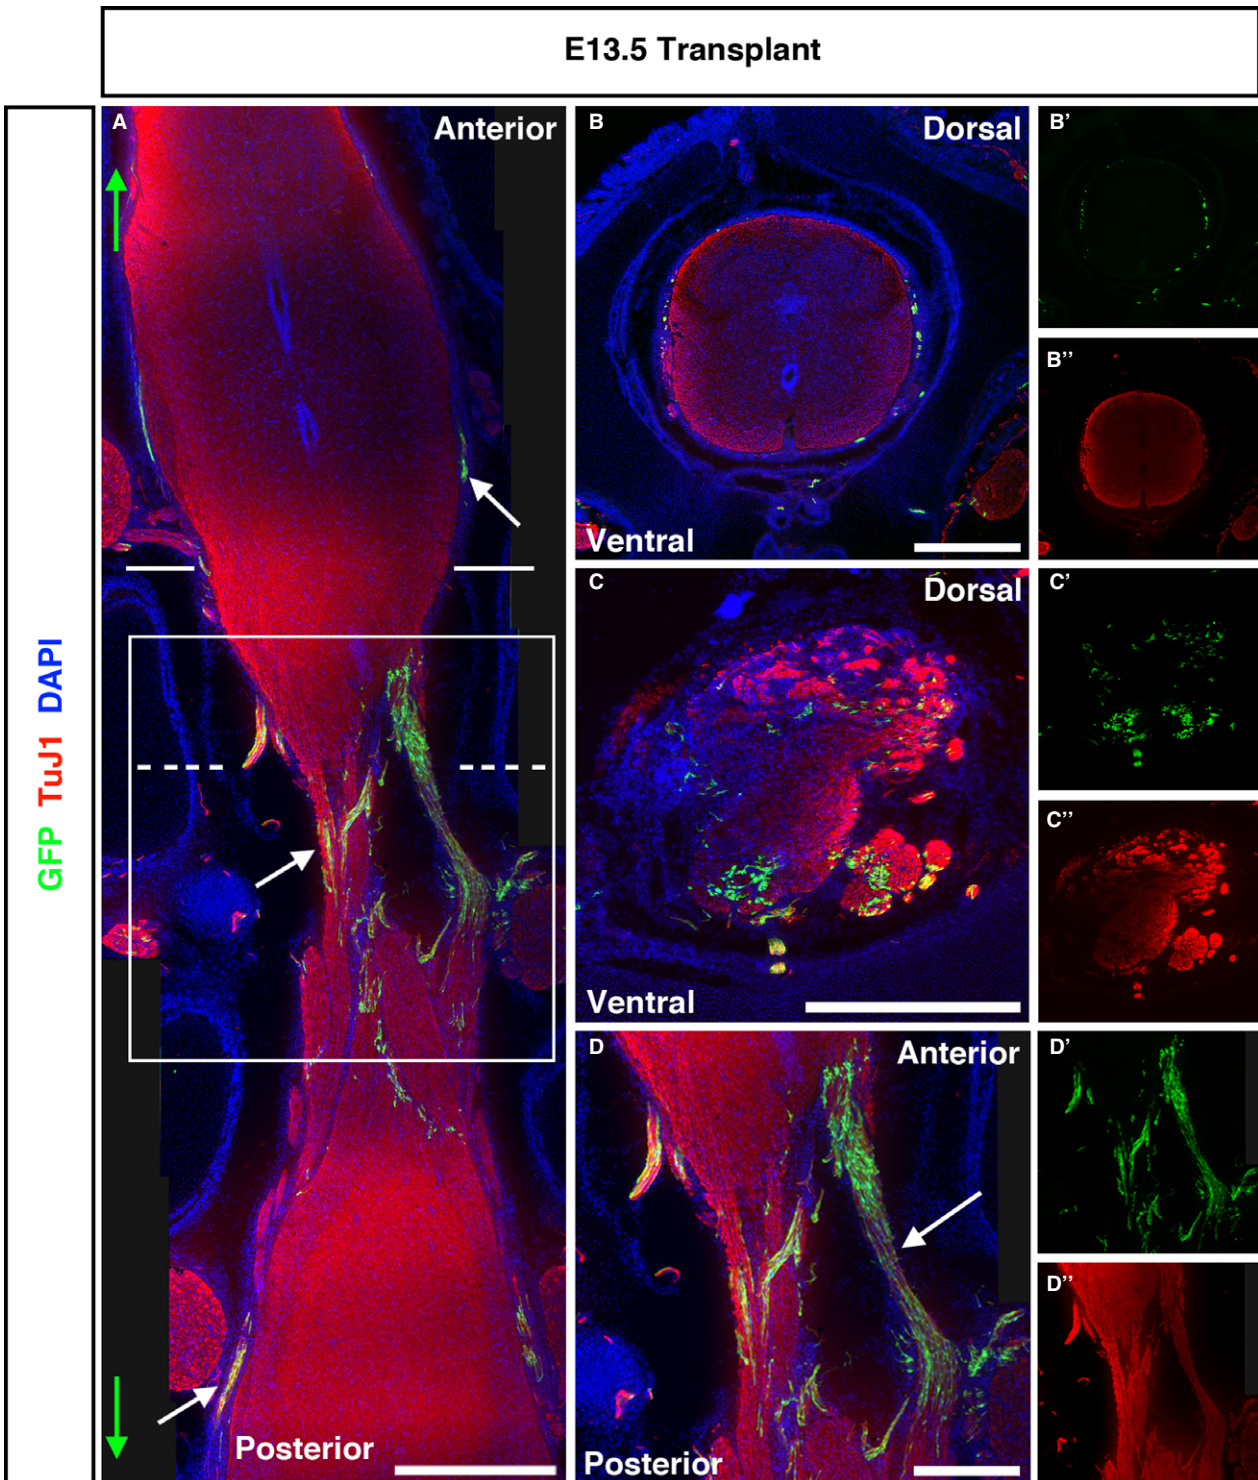 E13.5 Transplant
GFP TuJ1 DAPI
A
Anterior
Posterior
B
Dorsal
Ventral
B’
B’’
C
Dorsal
Ventral
C’
C’’
D
Anterior
Posterior
D’
D’’